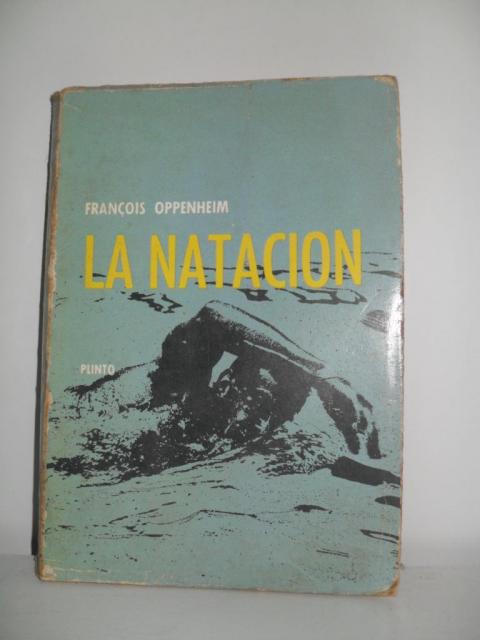 FRANÇOIS OPPENHEIM
LA NATACION
PLINTO